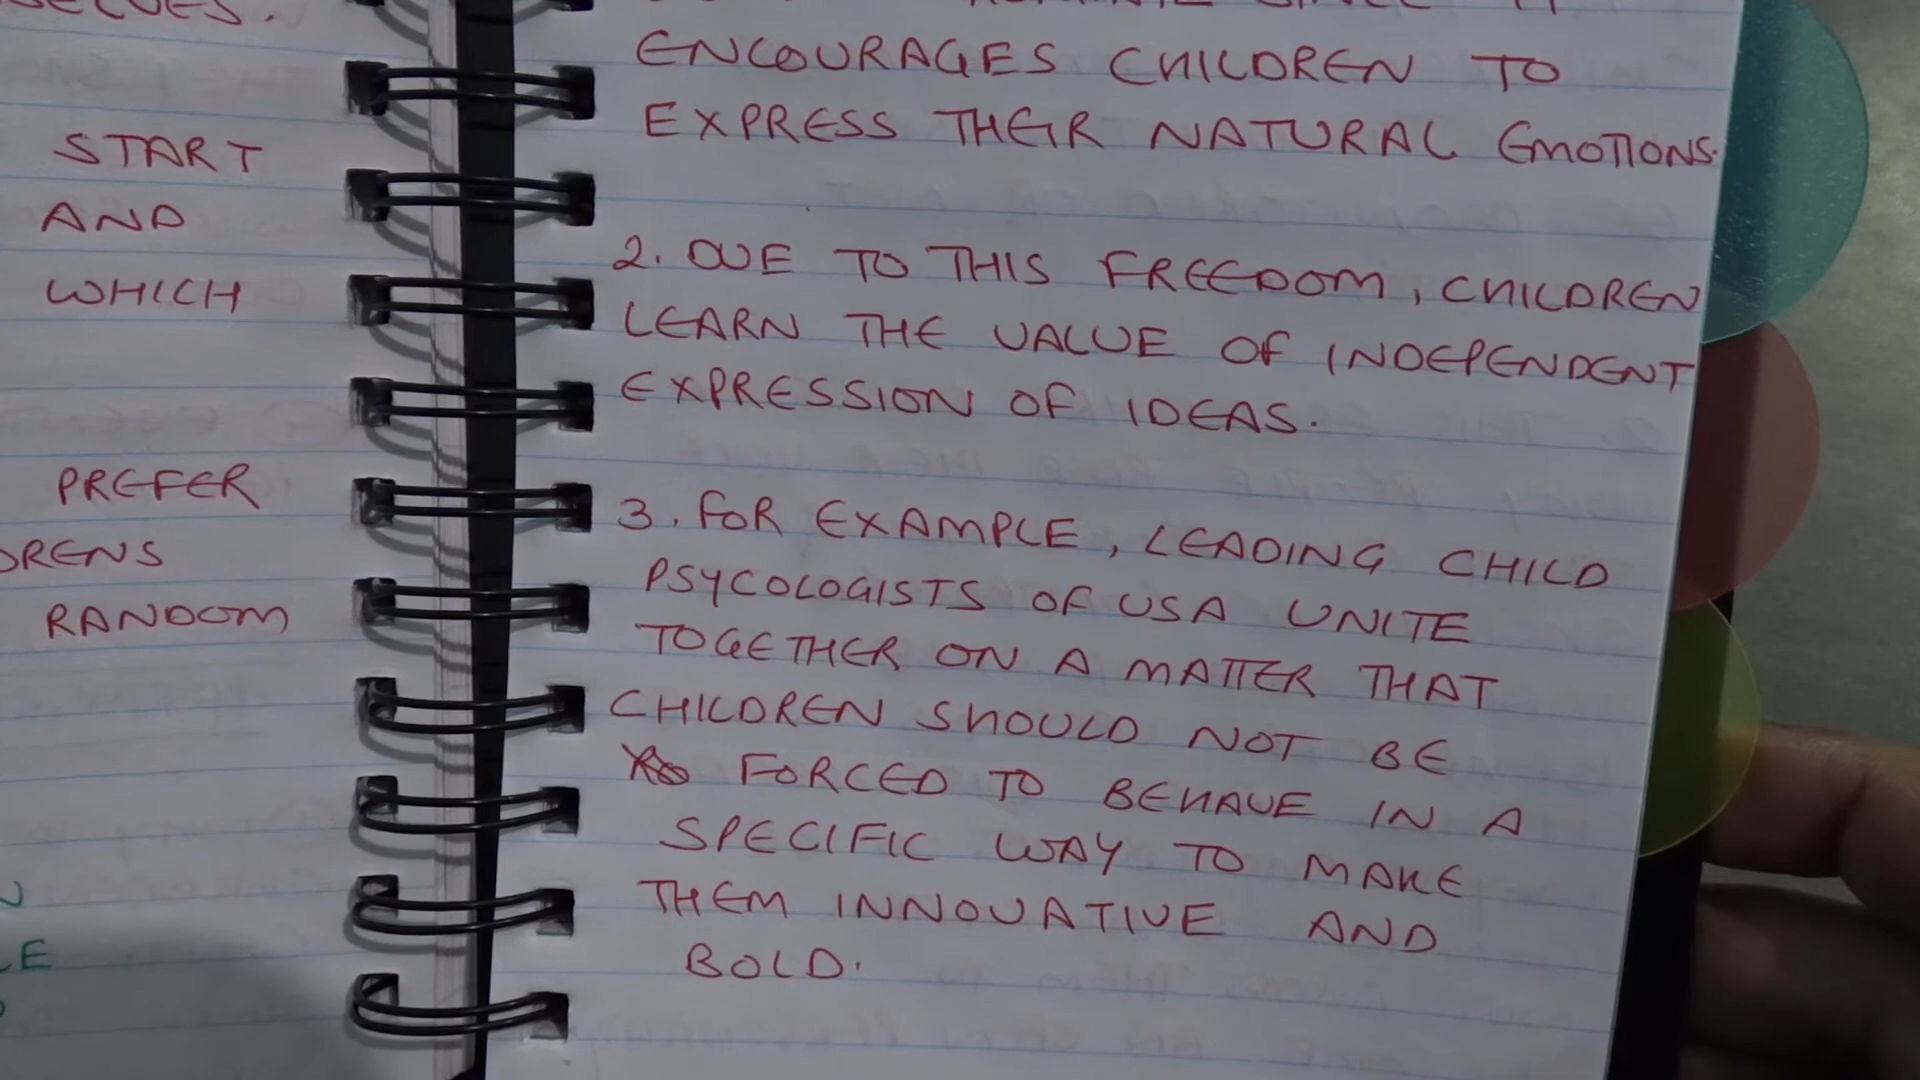 START
AND
WHICH
PREFER
RANDOM
ENCOURAGES CHILDREN TO
EXPRESS THEIR NATURAL EMOTIONS.
2. DUE TO THIS FREEDOM, CHILDREN
LEARN THE VALUE OF INDEPENDENT
EXPRESSION OF IDEAS.
3. FOR EXAMPLE, LEADING CHILD
PSYCOLOGISTS OF USA UNITE
TOGETHER ON A MATTER THAT
CHILDREN SHOULD NOT BE
FORCED TO BEHAVE IN A
SPECIFIC WAY TO MAKE
THEM INNOVATIVE AND
BOLD.